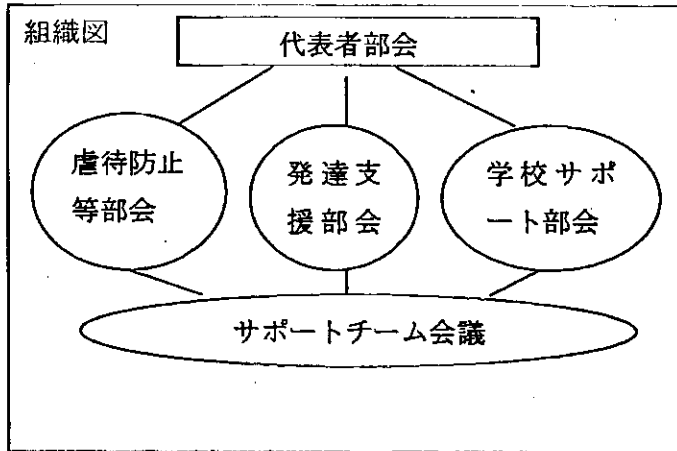 組織図
代表者部会
虐待防止
等部会
発達支
援部会
学校サポ
ート部会
サポートチーム会議